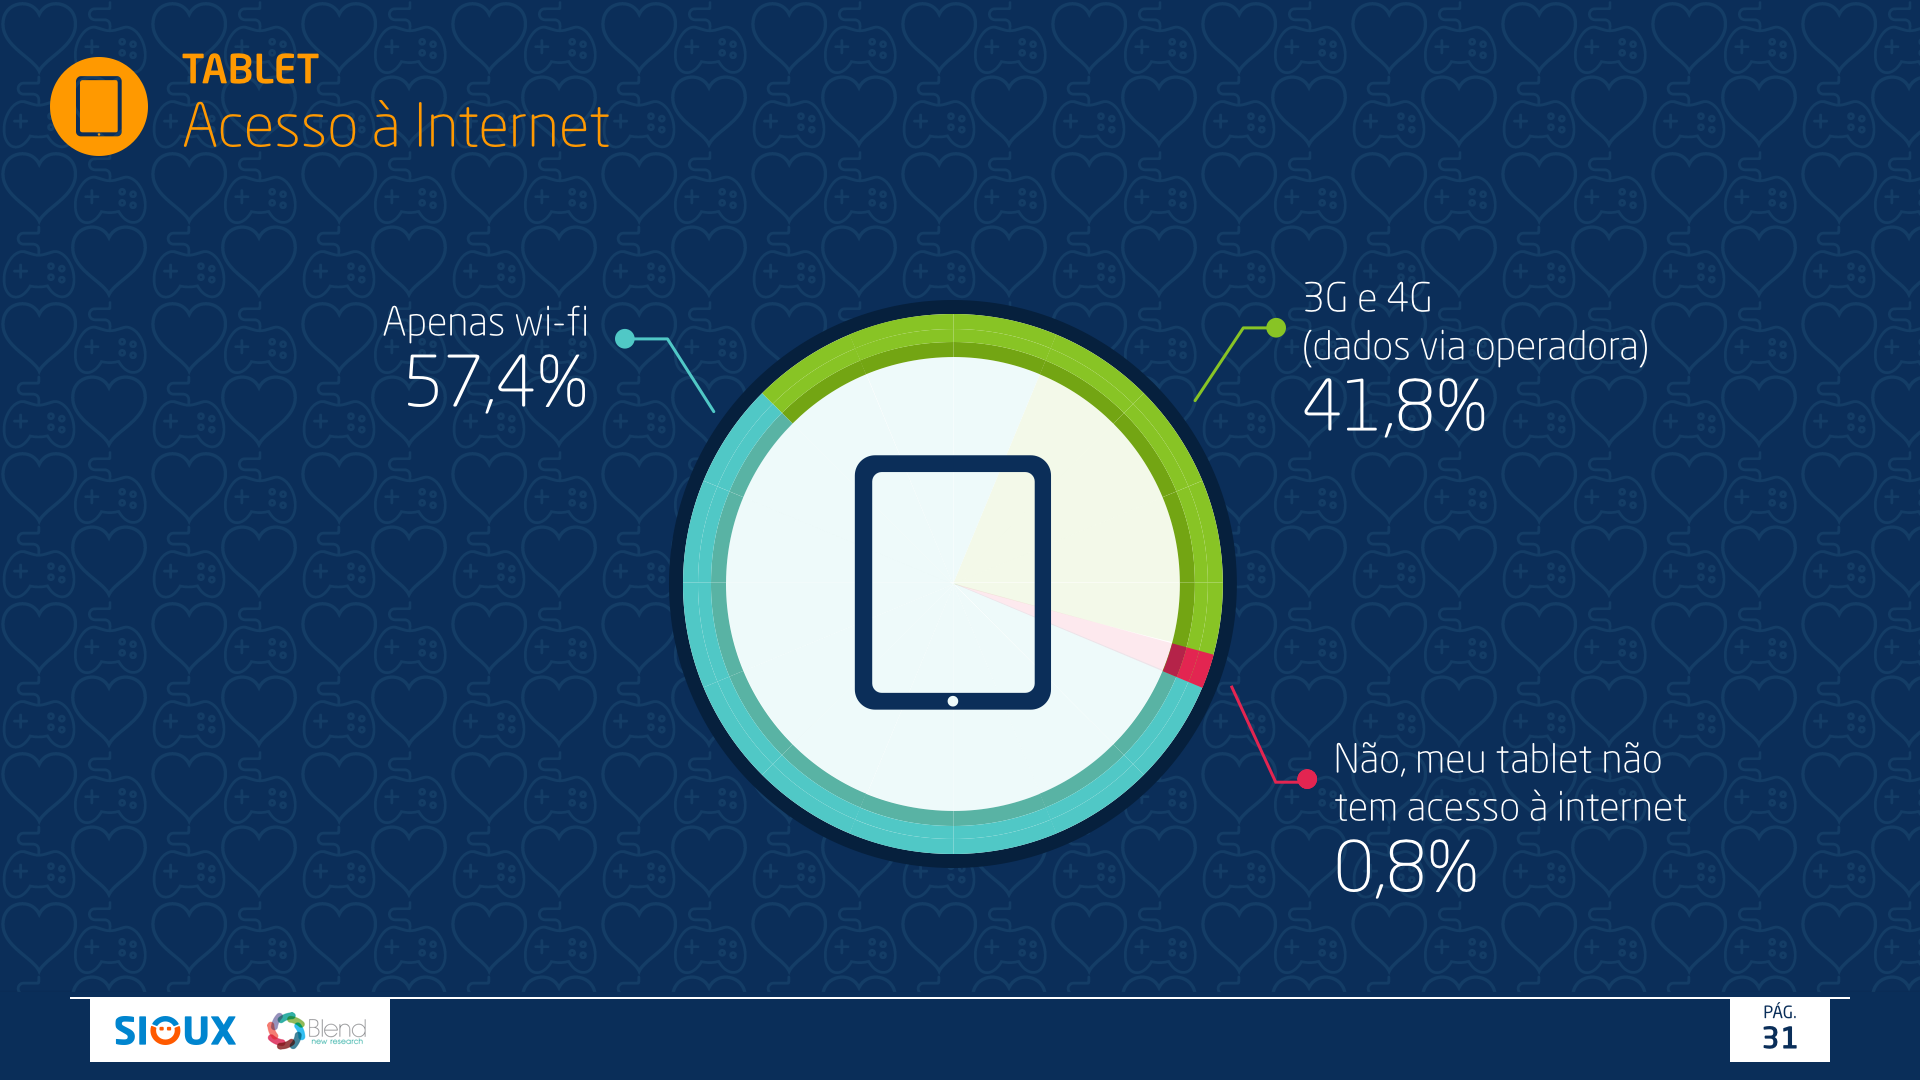 TABLET
Acesso à Internet
Apenas wi-fi
57,4%
3G e 4G
(dados via operadora)
41,8%
Não, meu tablet não
tem acesso à internet
0,8%
SIOUX
Blend
new research
PÁG.
31